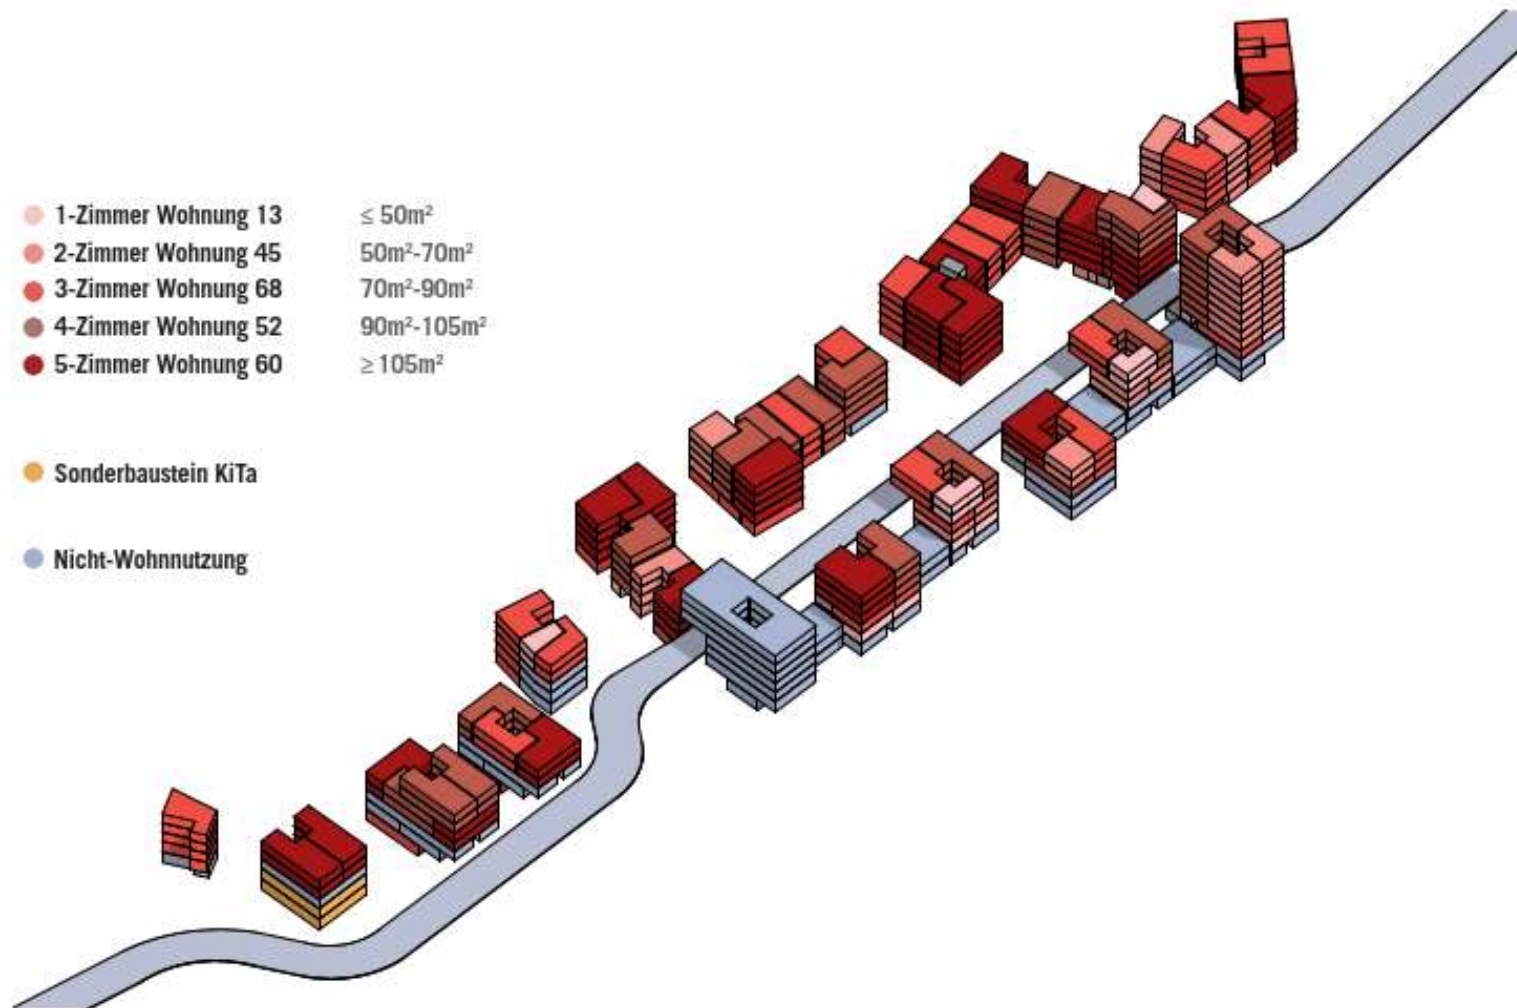 1-Zimmer Wohnung 13 ≤ 50m²
2-Zimmer Wohnung 45 50m²-70m²
3-Zimmer Wohnung 68 70m²-90m²
4-Zimmer Wohnung 52 90m²-105m²
5-Zimmer Wohnung 60 ≥ 105m²
Sonderbaustein KiTa
Nicht-Wohnnutzung